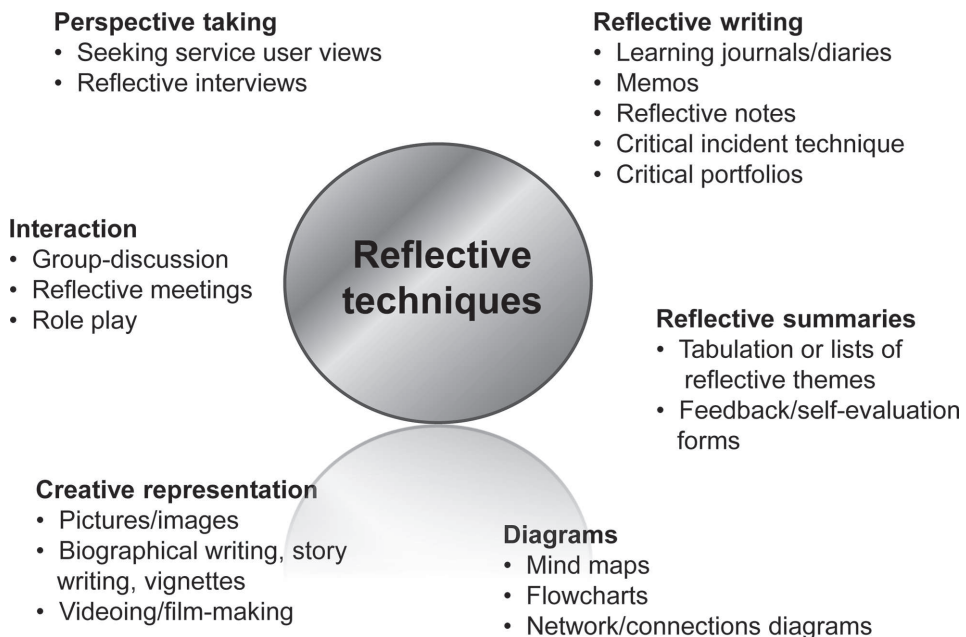 Perspective taking
• Seeking service user views
• Reflective interviews
Reflective writing
• Learning journals/diaries
• Memos
• Reflective notes
• Critical incident technique
• Critical portfolios
Interaction
• Group-discussion
• Reflective meetings
• Role play
Reflective
techniques
Reflective summaries
• Tabulation or lists of
reflective themes
• Feedback/self-evaluation
forms
Creative representation
• Pictures/images
• Biographical writing, story
writing, vignettes
• Videoing/film-making
Diagrams
• Mind maps
• Flowcharts
• Network/connections diagrams